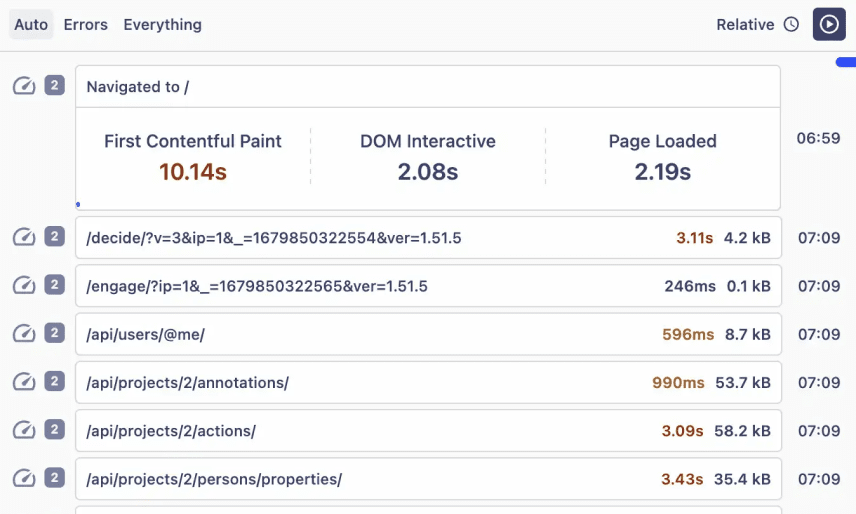 Auto Errors Everything Relative
2 Navigated to /
First Contentful Paint DOM Interactive Page Loaded
06:59
10.14s 2.08s 2.19s
2 /decide/?v=3&ip=1&_=1679850322554&ver=1.51.5 3.11s 4.2 kB 07:09
2 /engage/?ip=1&_=1679850322565&ver=1.51.5 246ms 0.1 kB 07:09
2 /api/users/@me/ 596ms 8.7 kB 07:09
2 /api/projects/2/annotations/ 990ms 53.7 kB 07:09
2 /api/projects/2/actions/ 3.09s 58.2 kB 07:09
2 /api/projects/2/persons/properties/ 3.43s 35.4 kB 07:09